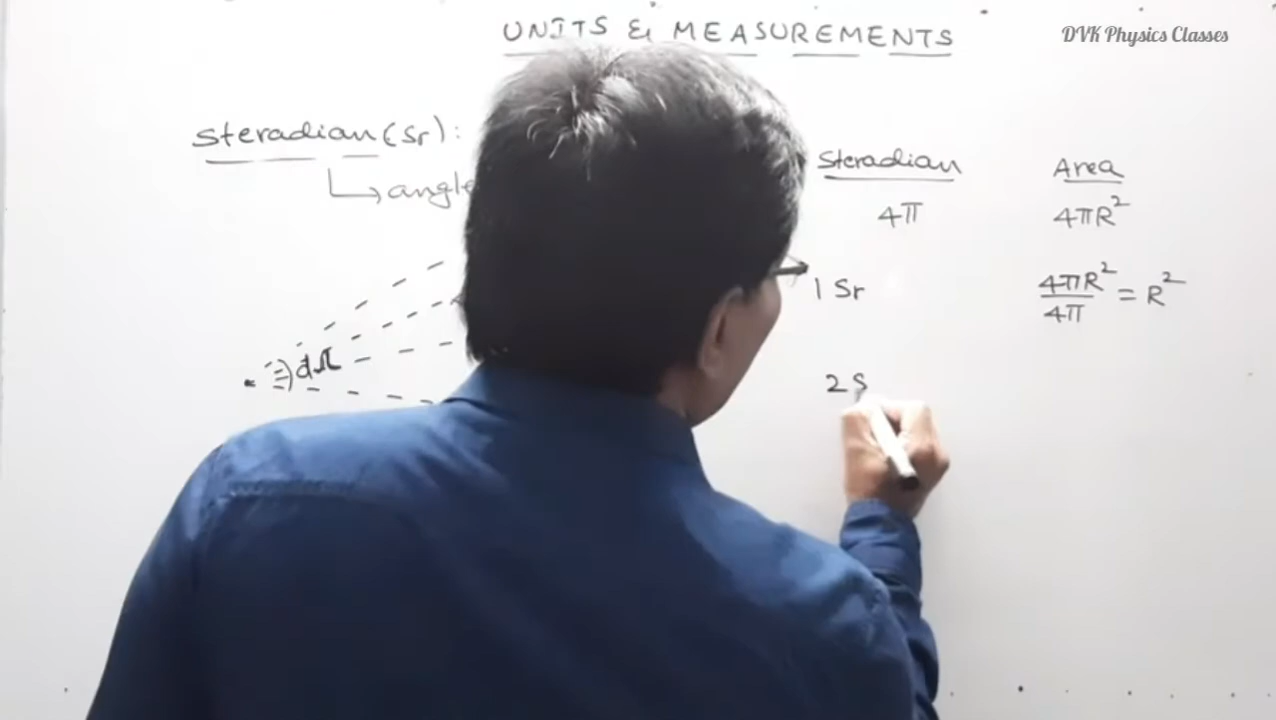 UNITS & MEASUREMENTS
DVK Physics Classes
Steradian (Sr):
angle
dΩ
Steradian Area
4π 4πR²
1 Sr 4πR²/4π = R²
2 S